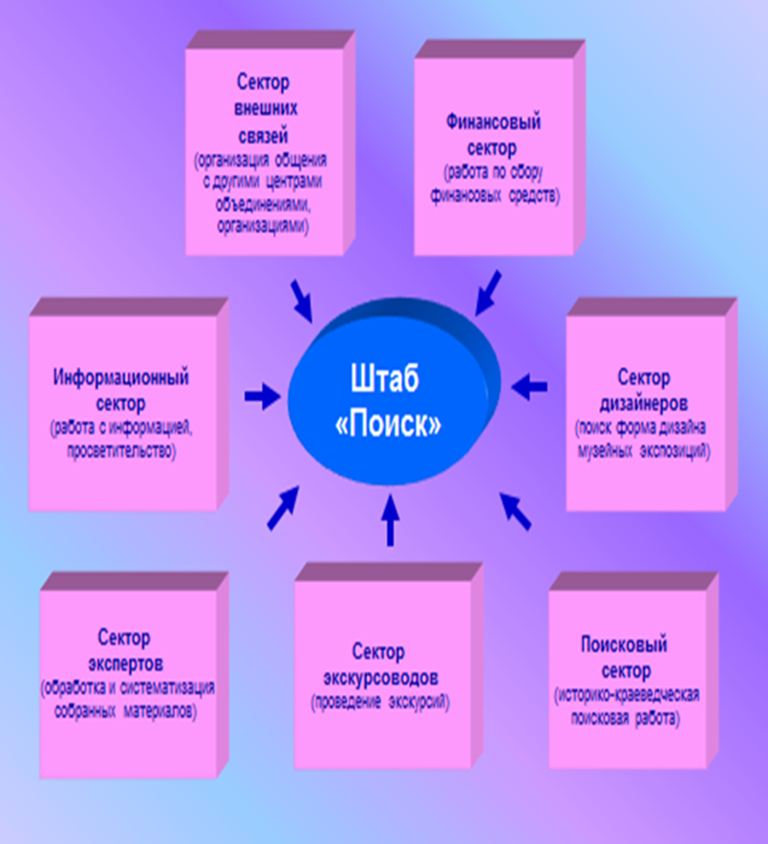 Сектор
внешних
связей
(организация общения
с другими центрами
объединениями,
организациями)
Финансовый
сектор
(работа по сбору
финансовых средств)
Информационный
сектор
(работа с информацией,
просветительство)
Штаб
«Поиск»
Сектор
дизайнеров
(поиск форма дизайна
музейных экспозиций)
Сектор
экспертов
(обработка и систематизация
собранных материалов)
Сектор
экскурсоводов
(проведение экскурсий)
Поисковый
сектор
(историко-краеведческая
поисковая работа)